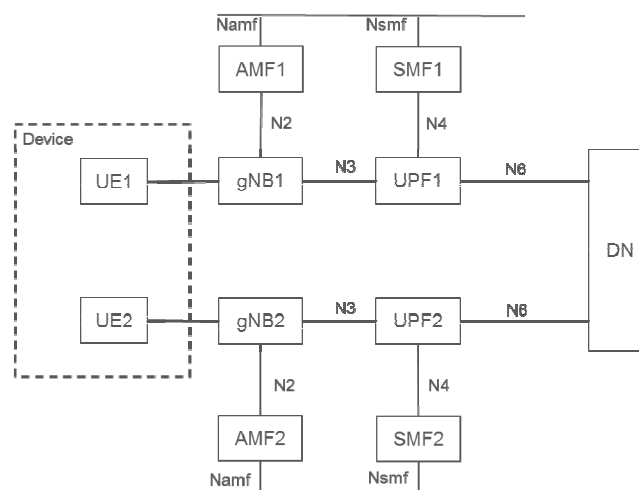 Namf Nsmf
AMF1 SMF1
N2 N4
Device
UE1 gNB1 N3 UPF1 N6
DN
UE2 gNB2 N3 UPF2 N6
N2 N4
AMF2 SMF2
Namf Nsmf